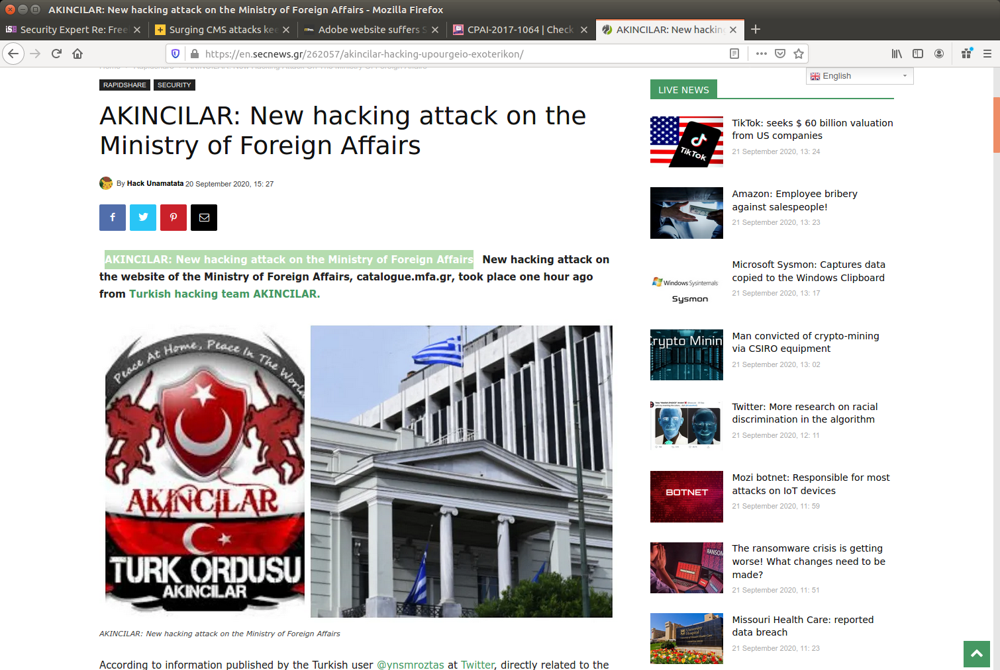 AKINCILAR: New hacking attack on the Ministry of Foreign Affairs - Mozilla Firefox
Security Expert Re: Free
Surging CMS attacks kee
Adobe website suffers S
CPAI-2017-1064 | Check
AKINCILAR: New hacking
https://en.secnews.gr/262057/akincilar-hacking-upourgeio-exoterikon/
English
RAPIDSHARE
SECURITY
AKINCILAR: New hacking attack on the
Ministry of Foreign Affairs
By Hack Unamatata 20 September 2020, 15: 27
AKINCILAR: New hacking attack on the Ministry of Foreign Affairs New hacking attack on
the website of the Ministry of Foreign Affairs, catalogue.mfa.gr, took place one hour ago
from Turkish hacking team AKINCILAR.
Peace At Home, Peace In The World
AKINCILAR
TURK ORDUSU
AKINCILAR
AKINCILAR: New hacking attack on the Ministry of Foreign Affairs
According to information published by the Turkish user @ynsmroztas at Twitter, directly related to the
LIVE NEWS
TikTok
TikTok: seeks $ 60 billion valuation
from US companies
21 September 2020, 13: 24
Amazon: Employee bribery
against salespeople!
21 September 2020, 13: 23
Windows Sysinternals
Sysmon
Microsoft Sysmon: Captures data
copied to the Windows Clipboard
21 September 2020, 13: 17
Crypto Minin
Man convicted of crypto-mining
via CSIRO equipment
21 September 2020, 13: 02
Twitter: More research on racial
discrimination in the algorithm
21 September 2020, 12: 11
BOTNET
Mozi botnet: Responsible for most
attacks on IoT devices
21 September 2020, 11: 59
RANSOM
The ransomware crisis is getting
worse! What changes need to be
made?
21 September 2020, 11: 51
University
Hospital
Missouri Health Care: reported
data breach
21 September 2020, 11: 23